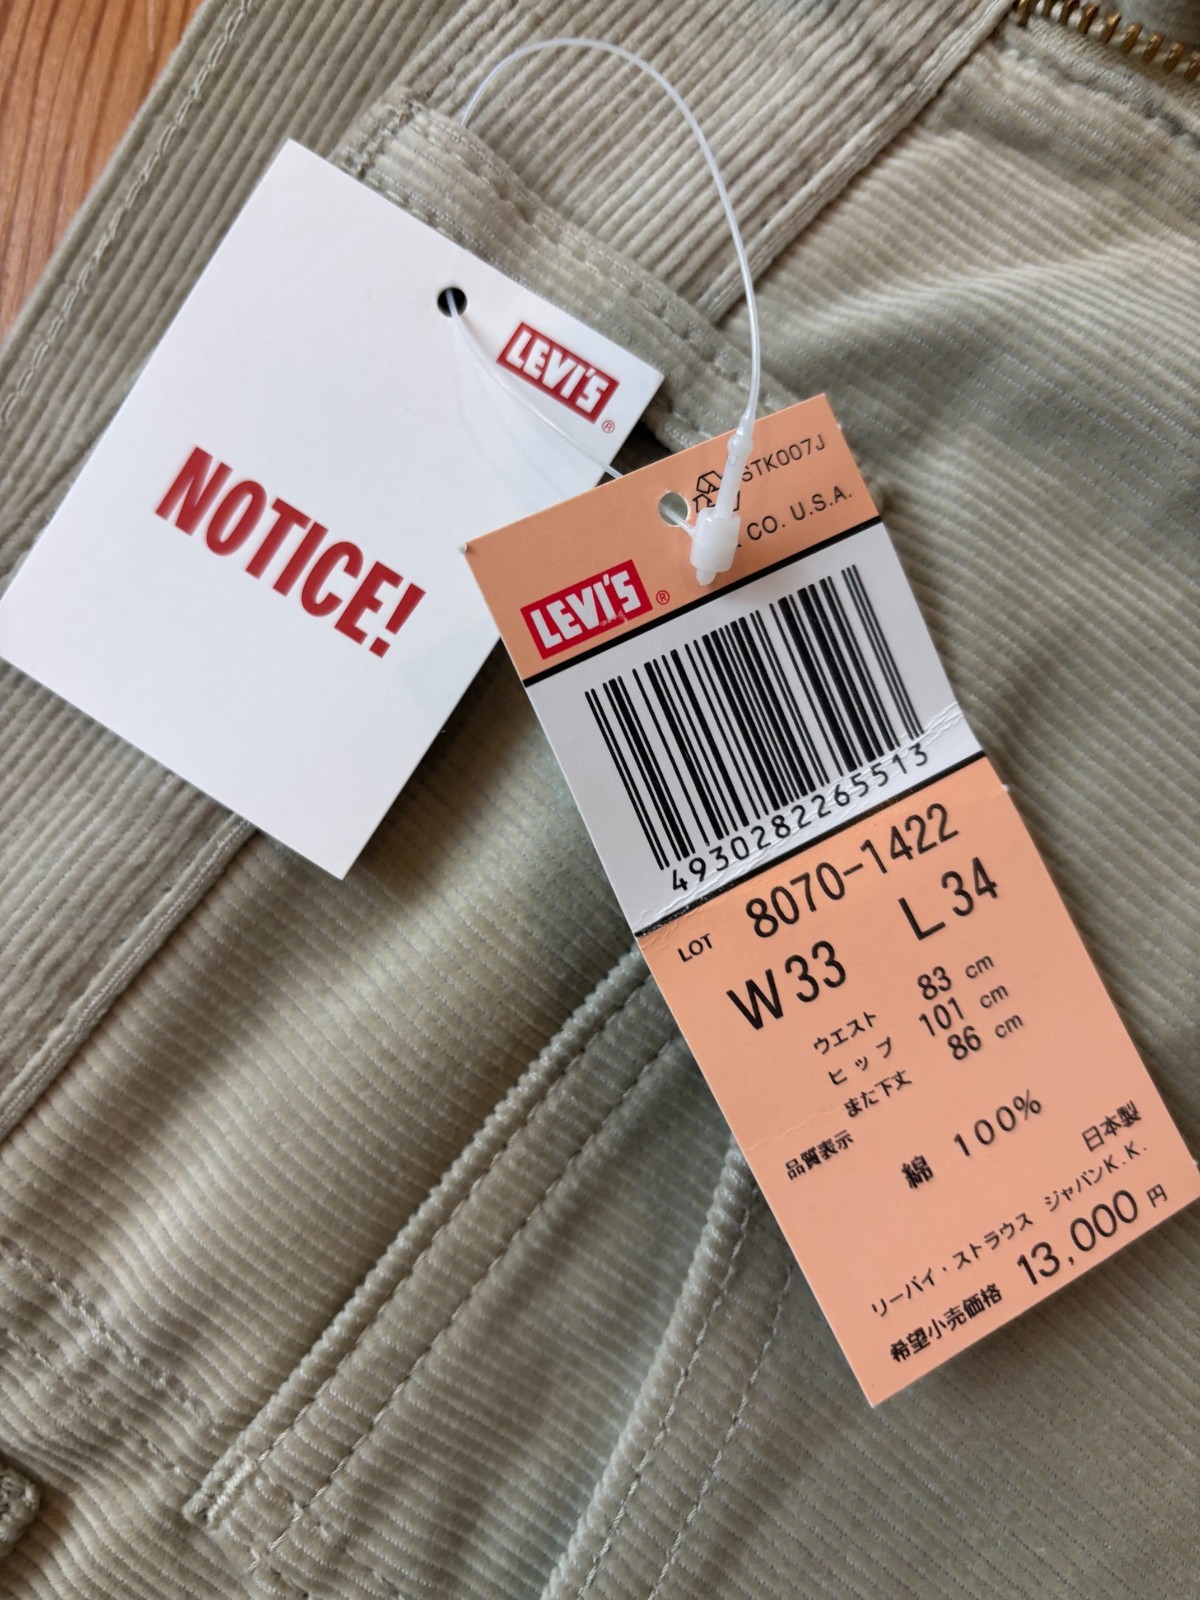 LEVI'S®
NOTICE!
STK007J
CO. U.S.A.
LEVI'S®
4930282265513
LOT 8070-1422
W33 L34
ウエスト 83 cm
ヒップ 101 cm
また下丈 86 cm
品質表示
綿 100%
日本製
リーバイ・ストラウス ジャパンK.K.
希望小売価格 13,000円